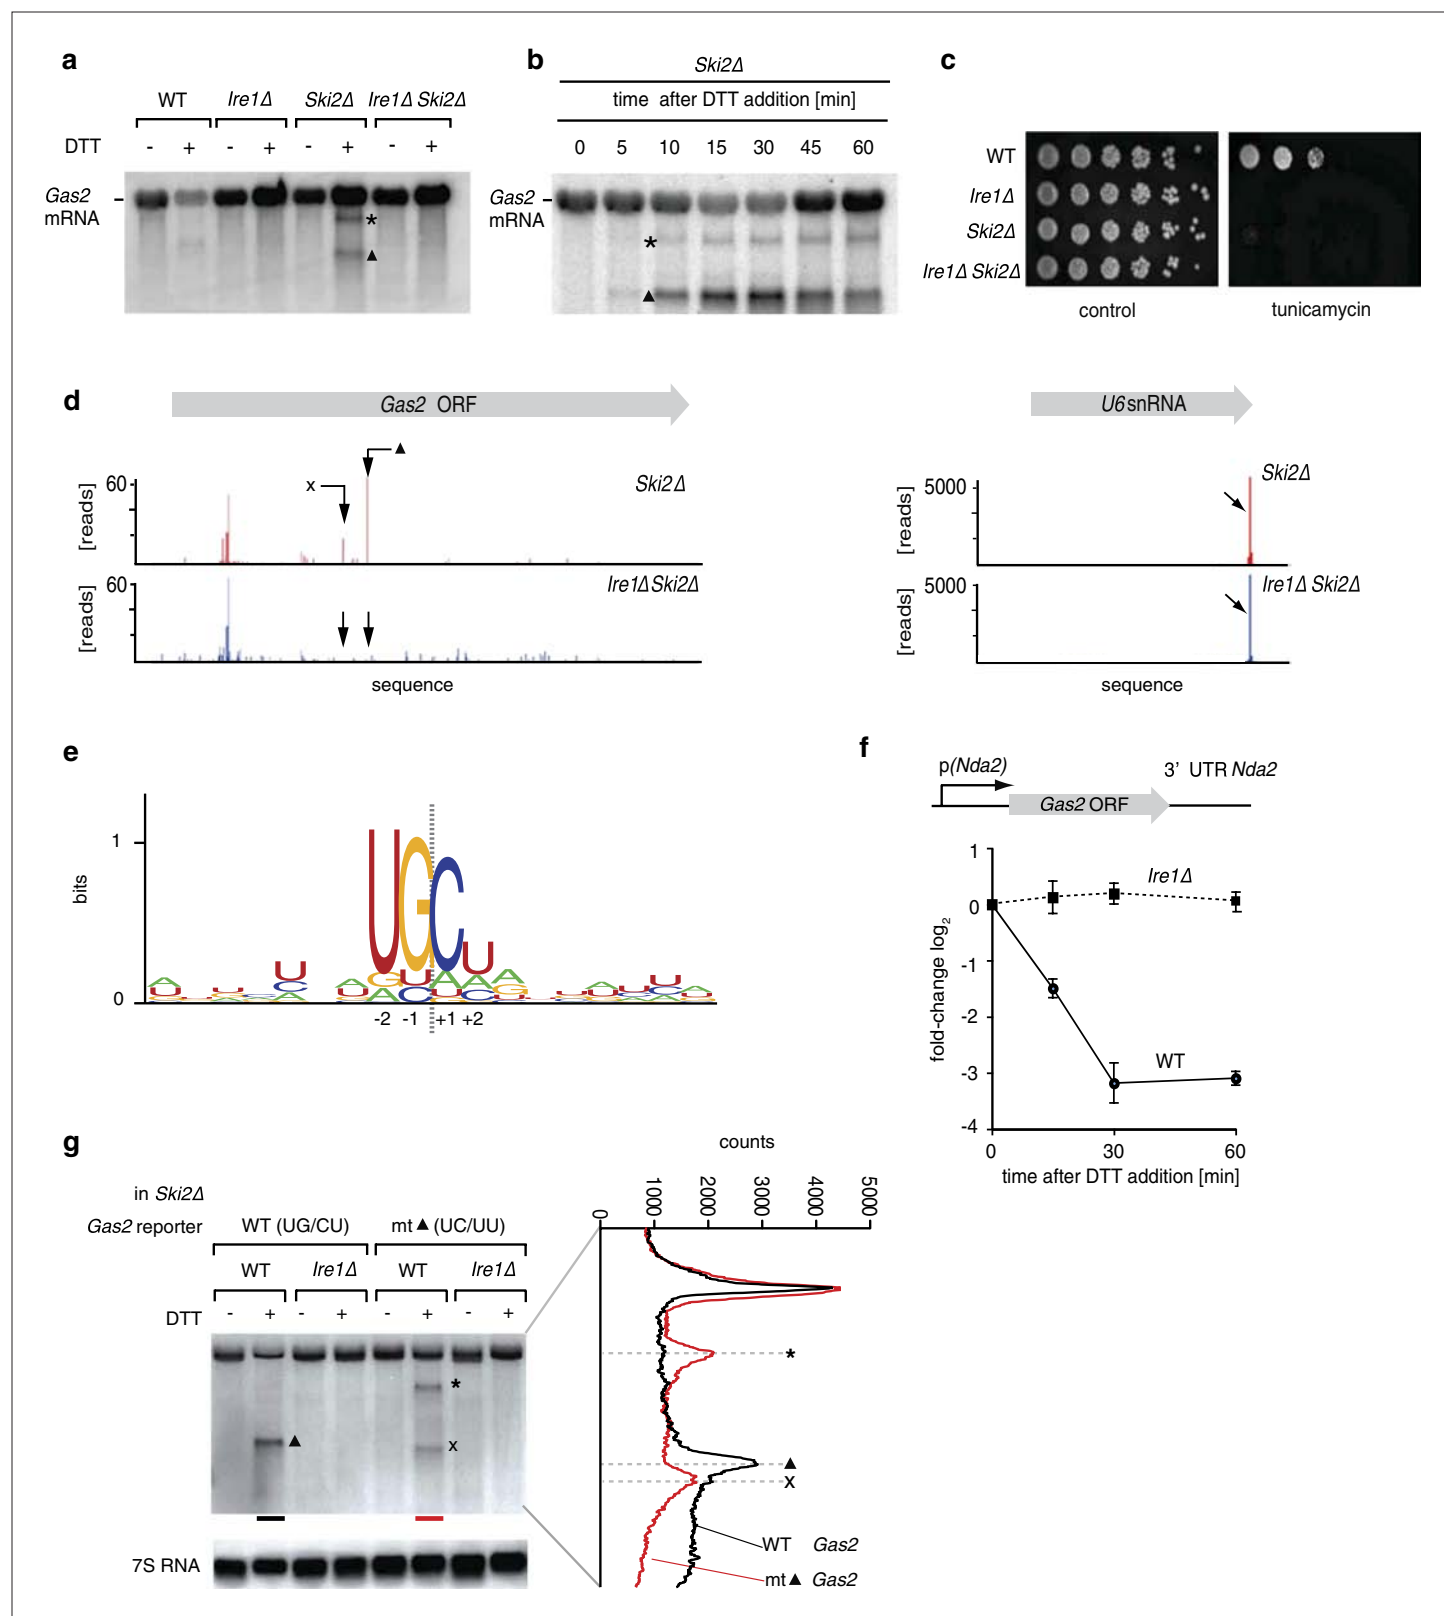 a
WT Ire1Δ Ski2Δ Ire1Δ Ski2Δ
DTT - + - + - + - +
Gas2
mRNA
*
▲
b
Ski2Δ
time after DTT addition [min]
0 5 10 15 30 45 60
Gas2
mRNA
*
▲
c
WT
Ire1Δ
Ski2Δ
Ire1Δ Ski2Δ
control tunicamycin
d
Gas2 ORF
U6 snRNA
▲
x
60
[reads]
Ski2Δ
60
[reads]
Ire1Δ Ski2Δ
sequence
5000
[reads]
Ski2Δ
5000
[reads]
Ire1Δ Ski2Δ
sequence
e
bits
1
0
UGCU
-2 -1 +1 +2
f
p(Nda2)
3' UTR Nda2
Gas2 ORF
fold-change log2
1
0
-1
-2
-3
-4
Ire1Δ
WT
0 30 60
time after DTT addition [min]
g
in Ski2Δ
Gas2 reporter WT (UG/CU) mt ▲ (UC/UU)
WT Ire1Δ WT Ire1Δ
DTT - + - + - + - +
*
▲
x
7S RNA
counts
0 1000 2000 3000 4000 5000
*
▲
x
WT Gas2
mt ▲ Gas2